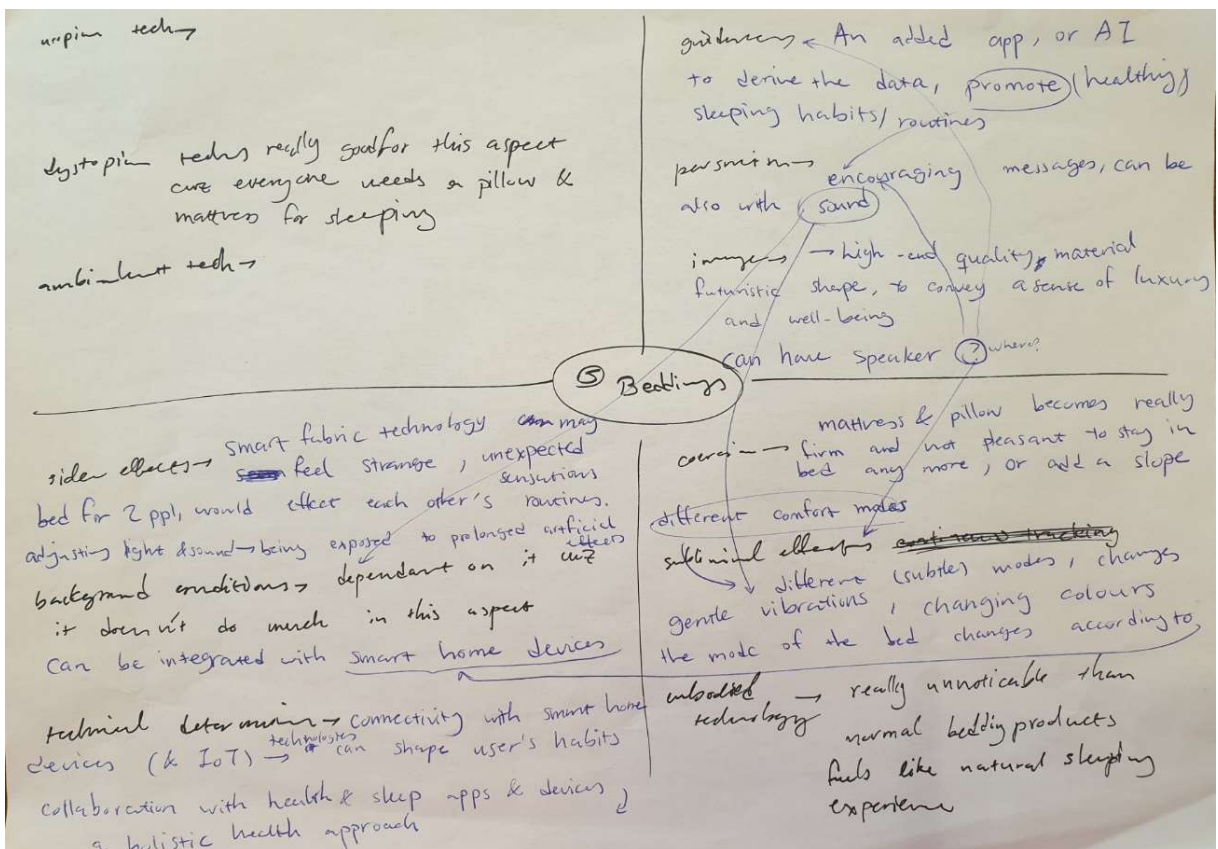 utopian tech →
dystopian techs really good for this aspect
cuz everyone needs a pillow &
mattress for sleeping
ambivalent tech →
guidance → An added app, or AI
to derive the data, promote (healthy)
sleeping habits / routines
encouraging messages, can be
also with sound
images → high-end quality, material
futuristic shape, to convey a sense of luxury
and well-being
can have speaker ? where?
⑤ Beddings
side effects → smart fabric technology may
feel strange, unexpected
sensations
bed for 2 ppl, would effect each other's routines.
adjusting light & sound → being exposed to prolonged artificial
effects
background conditions → dependant on it cuz
it doesn't do much in this aspect
can be integrated with smart home devices
technical determinism → connectivity with smart home
devices (& IoT) → technologies can shape user's habits
collaboration with health & sleep apps & devices
a holistic health approach
mattress & pillow becomes really
coercion → firm and not pleasant to stay in
bed any more, or add a slope
different comfort modes
subliminal effects
different (subtle) modes, changes
gentle vibrations, changing colours
the mode of the bed changes according to
embodied → really unnoticable than
technology normal bedding products
feels like natural sleeping
experience